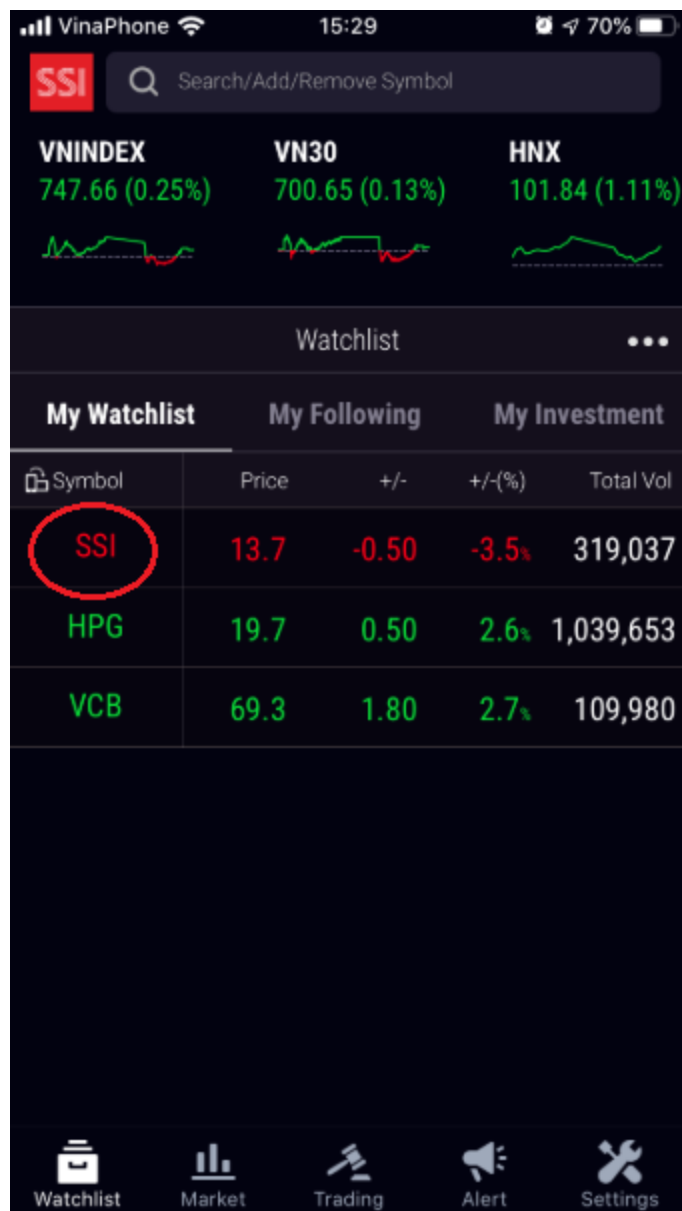 VinaPhone 15:29 70%
SSI Search/Add/Remove Symbol
VNINDEX VN30 HNX
747.66 (0.25%) 700.65 (0.13%) 101.84 (1.11%)
Watchlist
My Watchlist My Following My Investment
Symbol Price +/- +/-(%) Total Vol
SSI 13.7 -0.50 -3.5% 319,037
HPG 19.7 0.50 2.6% 1,039,653
VCB 69.3 1.80 2.7% 109,980
Watchlist Market Trading Alert Settings